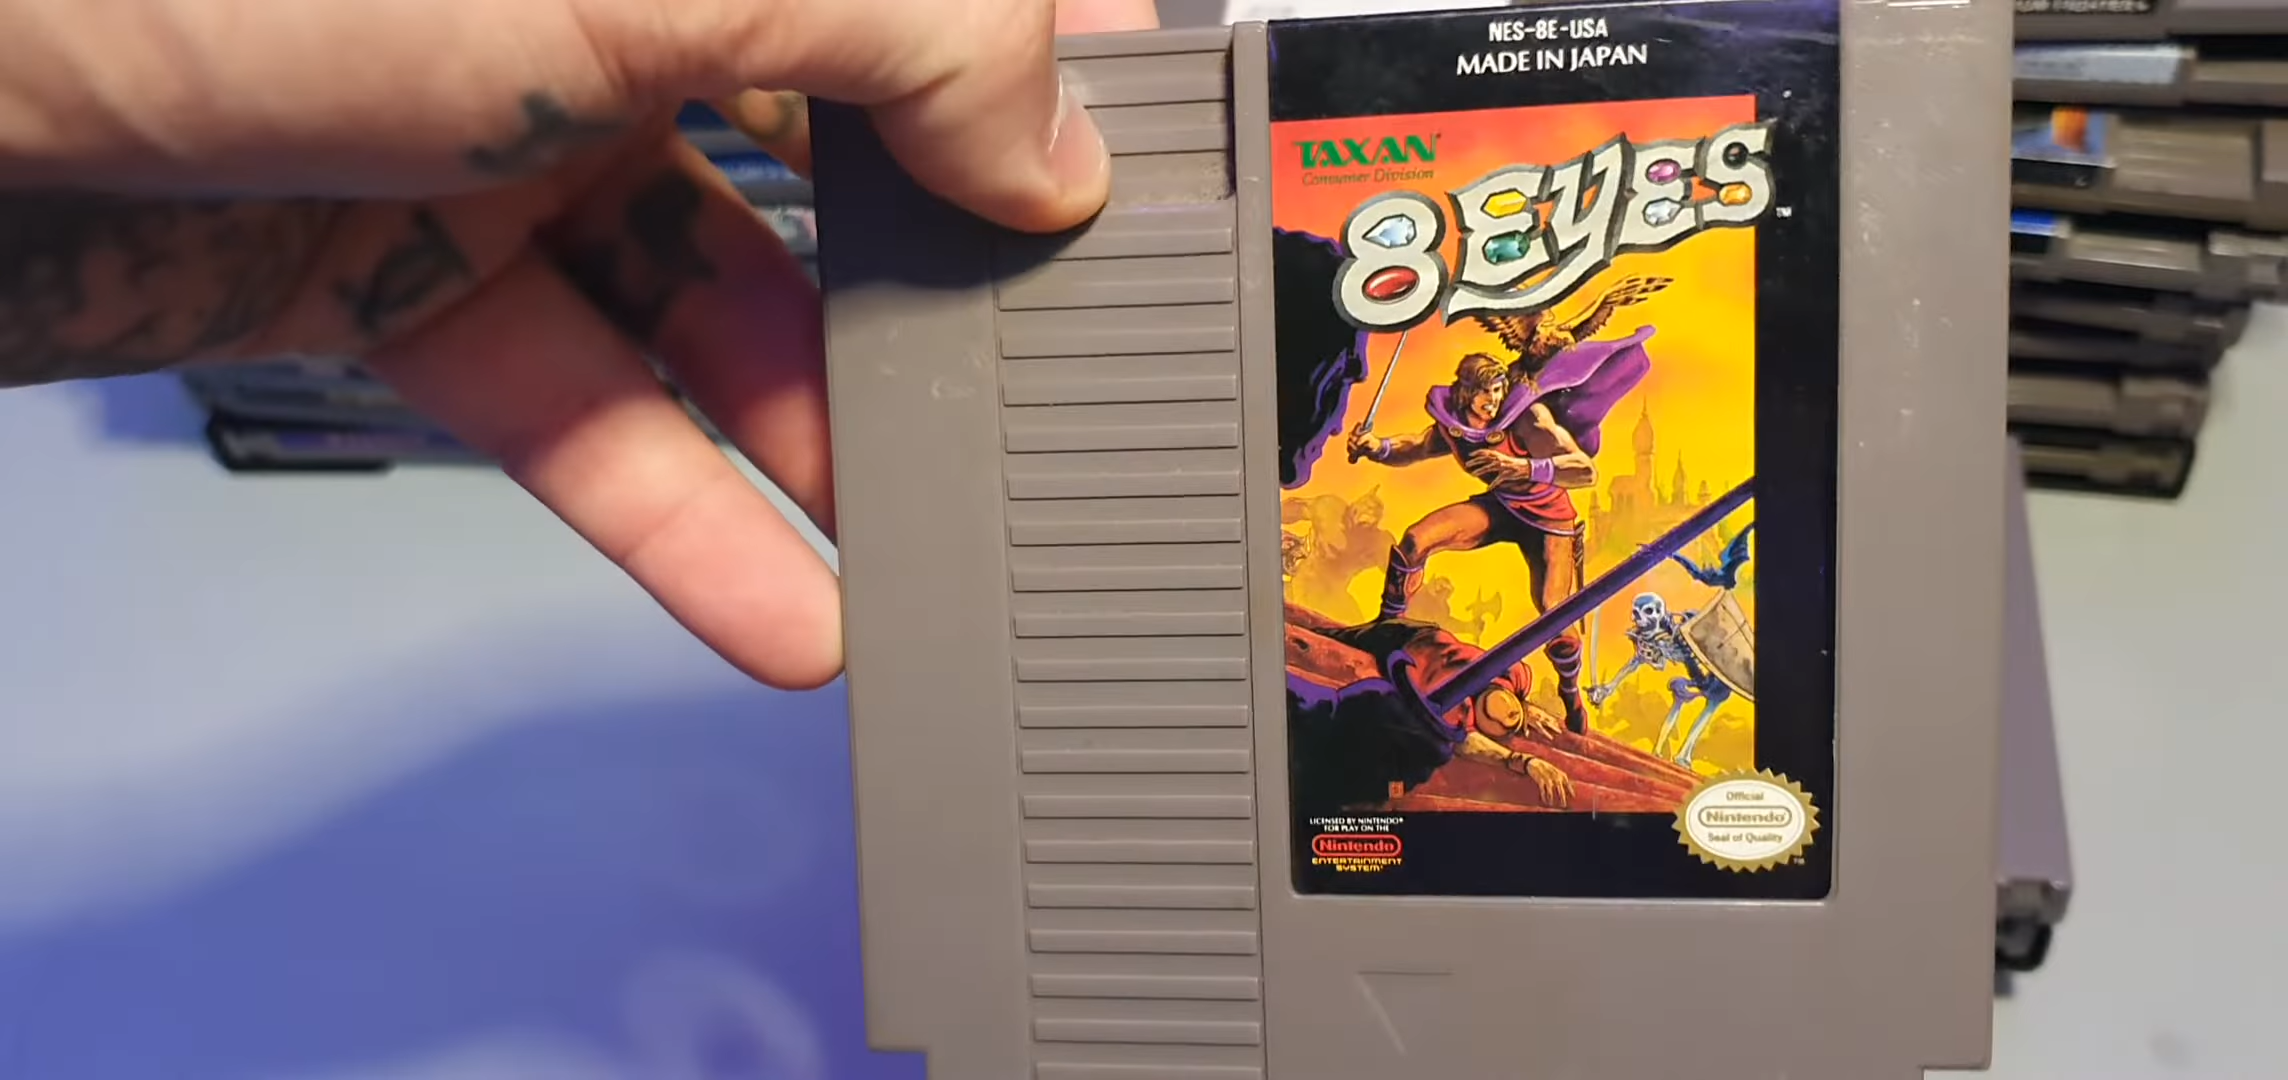 NES-8E-USA
MADE IN JAPAN
TAXAN
Consumer Division
8 EYES
TM
LICENSED BY NINTENDO®
FOR PLAY ON THE
Nintendo
ENTERTAINMENT
SYSTEM®
Official
Nintendo
Seal of Quality
TM